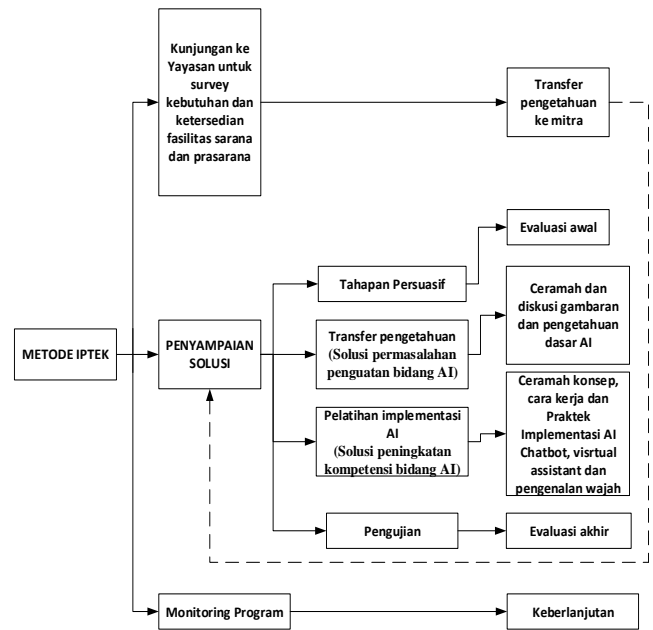 Kunjungan ke
Yayasan untuk
survey
kebutuhan dan
ketersedian
fasilitas sarana
dan prasarana
Transfer
pengetahuan
ke mitra
Evaluasi awal
Tahapan Persuasif
Ceramah dan
diskusi gambaran
dan pengetahuan
dasar AI
METODE IPTEK
PENYAMPAIAN
SOLUSI
Transfer pengetahuan
(Solusi permasalahan
penguatan bidang AI)
Pelatihan implementasi
AI
(Solusi peningkatan
kompetensi bidang AI)
Ceramah konsep,
cara kerja dan
Praktek
Implementasi AI
Chatbot, visrtual
assistant dan
pengenalan wajah
Pengujian
Evaluasi akhir
Monitoring Program
Keberlanjutan